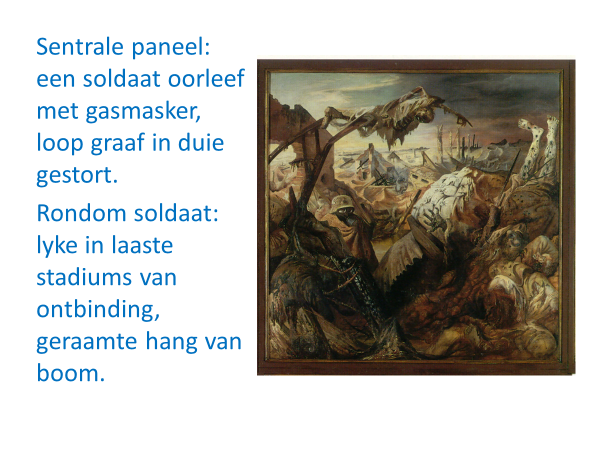 Sentrale paneel:
een soldaat oorleef
met gasmasker,
loop graaf in duie
gestort.
Rondom soldaat:
lyke in laaste
stadiums van
ontbinding,
geraamte hang van
boom.